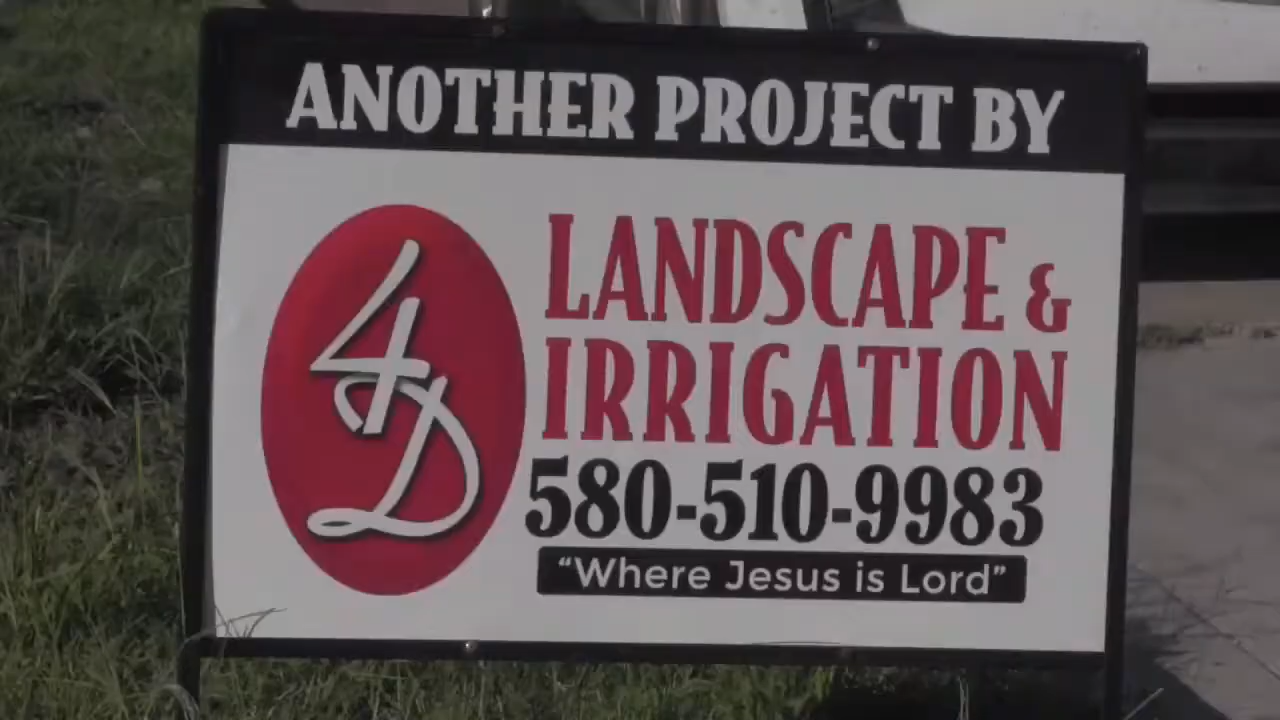 ANOTHER PROJECT BY
4D
LANDSCAPE &
IRRIGATION
580-510-9983
“Where Jesus is Lord”